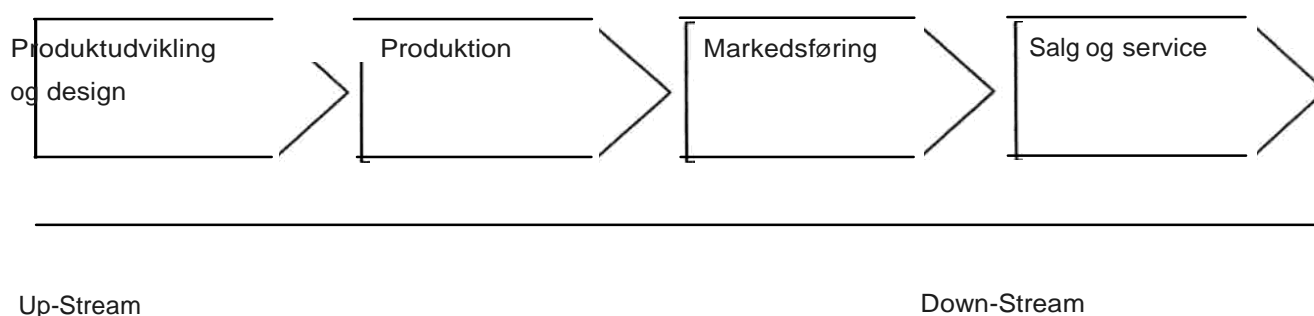 Produktudvikling
og design
Produktion
Markedsføring
Salg og service
Up-Stream
Down-Stream